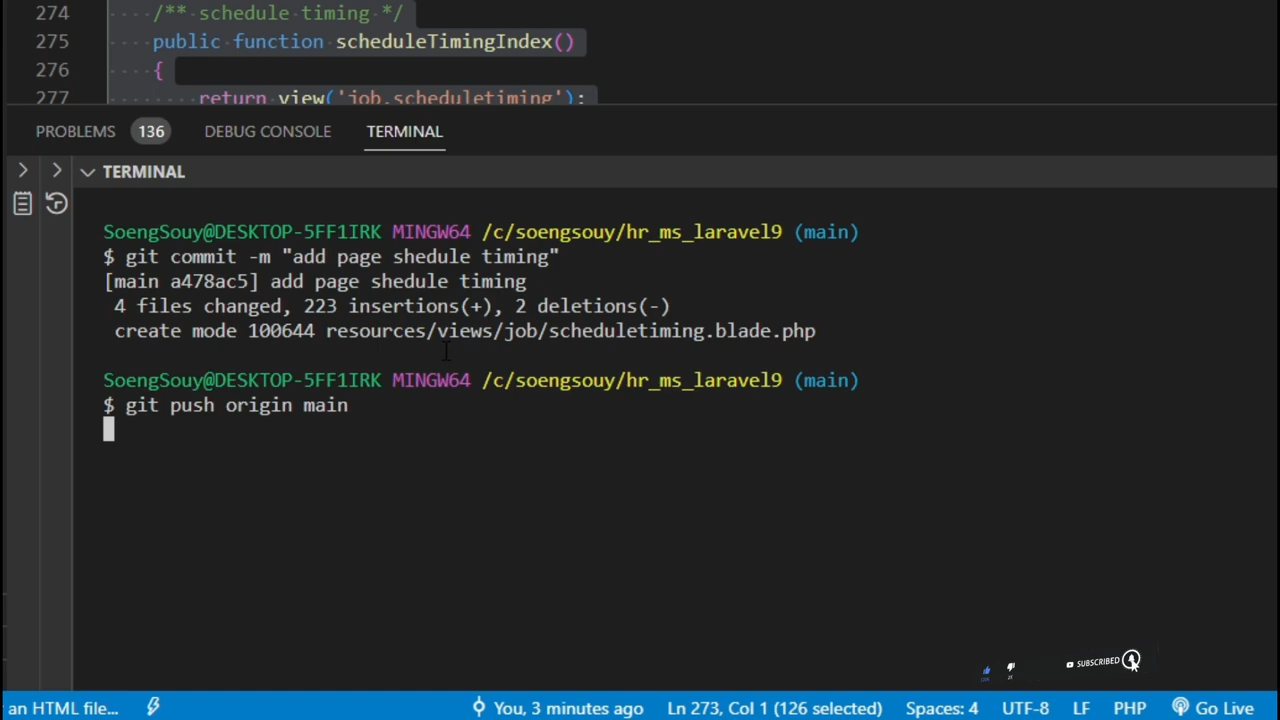 274 /** schedule timing */
275 public function scheduleTimingIndex()
276 {
277 return view('job.scheduletiming');
PROBLEMS 136 DEBUG CONSOLE TERMINAL
TERMINAL
SoengSouy@DESKTOP-5FF1IRK MINGW64 /c/soengsouy/hr_ms_laravel9 (main)
$ git commit -m "add page shedule timing"
[main a478ac5] add page shedule timing
4 files changed, 223 insertions(+), 2 deletions(-)
create mode 100644 resources/views/job/scheduletiming.blade.php
SoengSouy@DESKTOP-5FF1IRK MINGW64 /c/soengsouy/hr_ms_laravel9 (main)
$ git push origin main
SUBSCRIBED
an HTML file... You, 3 minutes ago Ln 273, Col 1 (126 selected) Spaces: 4 UTF-8 LF PHP Go Live